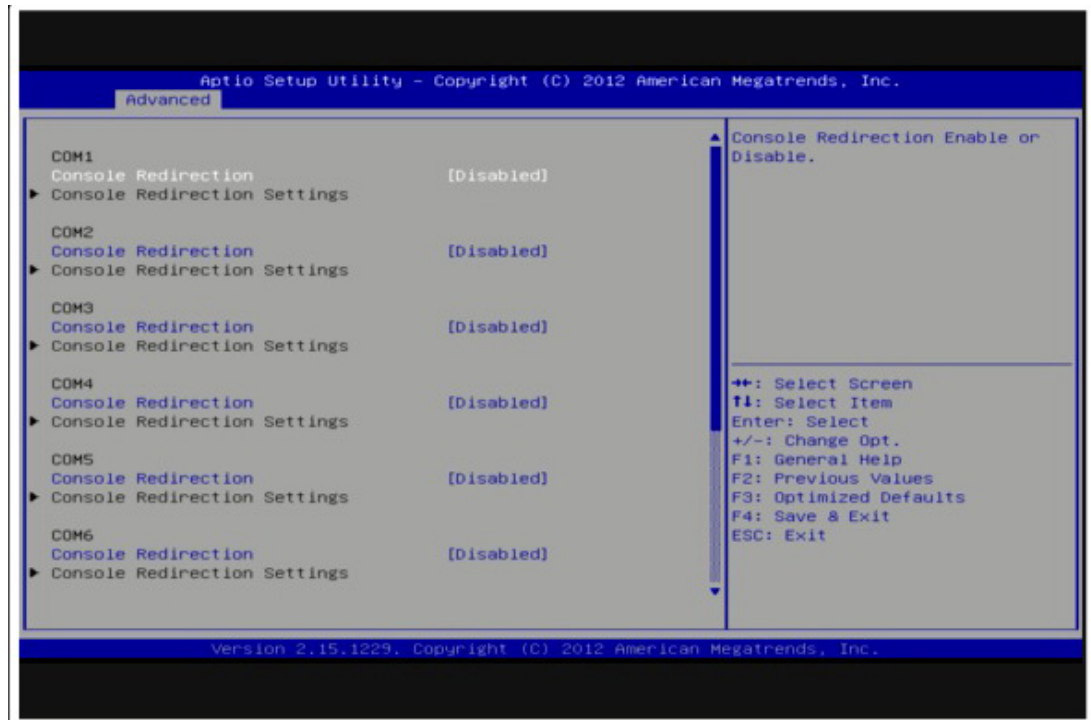 Aptio Setup Utility – Copyright (C) 2012 American Megatrends, Inc.
Advanced
COM1
Console Redirection [Disabled]
► Console Redirection Settings
COM2
Console Redirection [Disabled]
► Console Redirection Settings
COM3
Console Redirection [Disabled]
► Console Redirection Settings
COM4
Console Redirection [Disabled]
► Console Redirection Settings
COM5
Console Redirection [Disabled]
► Console Redirection Settings
COM6
Console Redirection [Disabled]
► Console Redirection Settings
Console Redirection Enable or
Disable.
→←: Select Screen
↑↓: Select Item
Enter: Select
+/-: Change Opt.
F1: General Help
F2: Previous Values
F3: Optimized Defaults
F4: Save & Exit
ESC: Exit
Version 2.15.1229. Copyright (C) 2012 American Megatrends, Inc.